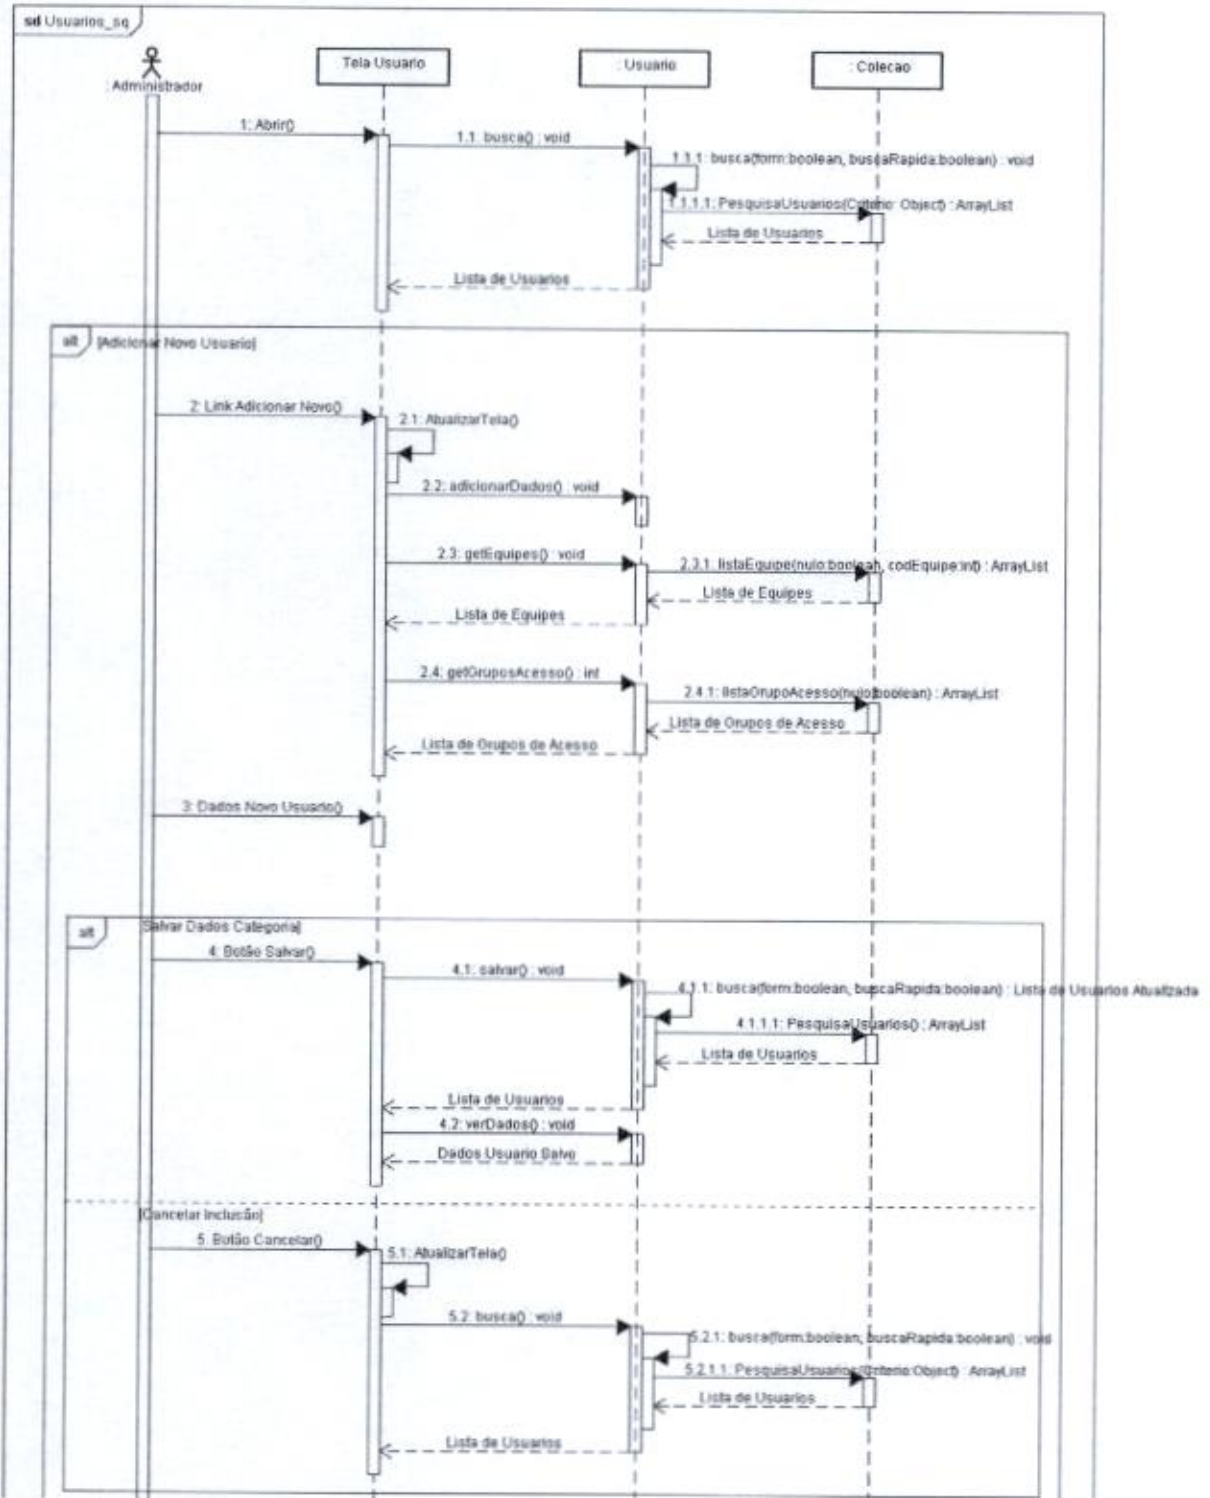 sd Usuarios_sq
: Administrador
Tela Usuario
: Usuario
: Colecao
1: Abrir()
1.1: busca() : void
1.1.1: busca(form:boolean, buscaRapida:boolean) : void
1.1.1.1: PesquisaUsuarios(Criterio: Object) : ArrayList
Lista de Usuarios
Lista de Usuarios
alt [Adicionar Novo Usuario]
2: Link Adicionar Novo()
2.1: AtualizarTela()
2.2: adicionarDados() : void
2.3: getEquipes() : void
2.3.1: listaEquipe(nulo:boolean, codEquipe:int) : ArrayList
Lista de Equipes
Lista de Equipes
2.4: getGruposAcesso() : int
2.4.1: listaGrupoAcesso(nulo:boolean) : ArrayList
Lista de Grupos de Acesso
Lista de Grupos de Acesso
3: Dados Novo Usuario()
alt [Salvar Dados Categoria]
4: Botão Salvar()
4.1: salvar() : void
4.1.1: busca(form:boolean, buscaRapida:boolean) : Lista de Usuarios Atualizada
4.1.1.1: PesquisaUsuarios() : ArrayList
Lista de Usuarios
Lista de Usuarios
4.2: verDados() : void
Dados Usuario Salvo
[Cancelar Inclusão]
5: Botão Cancelar()
5.1: AtualizarTela()
5.2: busca() : void
5.2.1: busca(form:boolean, buscaRapida:boolean) : void
5.2.1.1: PesquisaUsuarios(Criterio:Object) : ArrayList
Lista de Usuarios
Lista de Usuarios